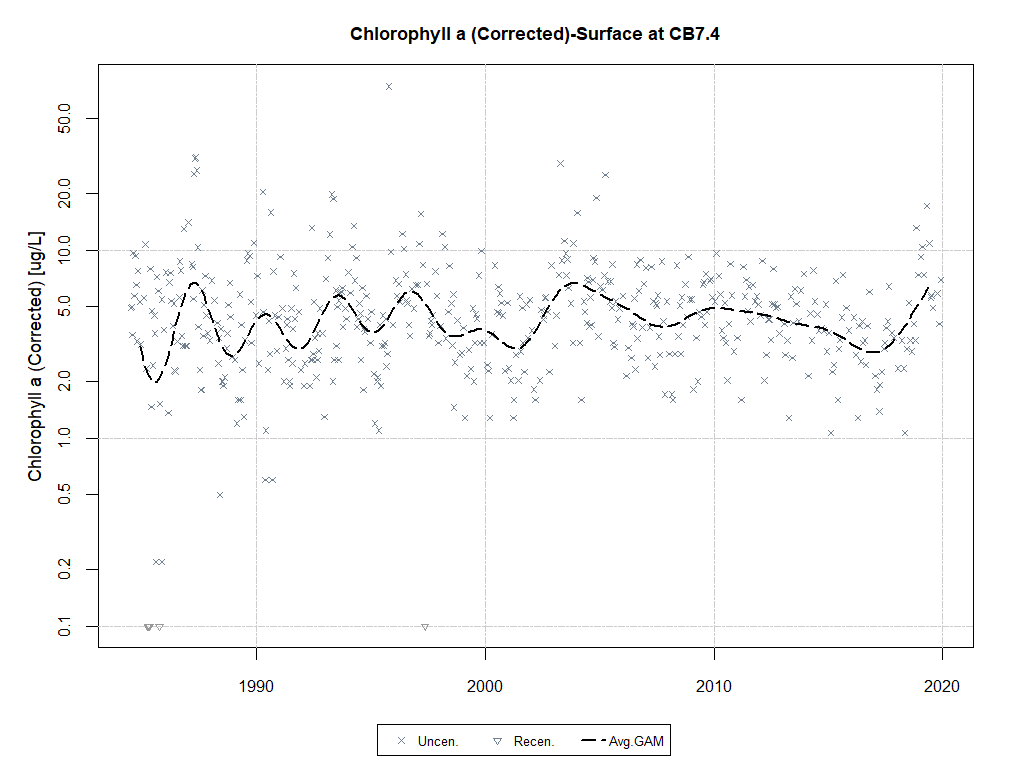 Chlorophyll a (Corrected)-Surface at CB7.4
Chlorophyll a (Corrected) [ug/L]
50.0
20.0
10.0
5.0
2.0
1.0
0.5
0.2
0.1
1990 2000 2010 2020
Uncen. Recen. Avg.GAM